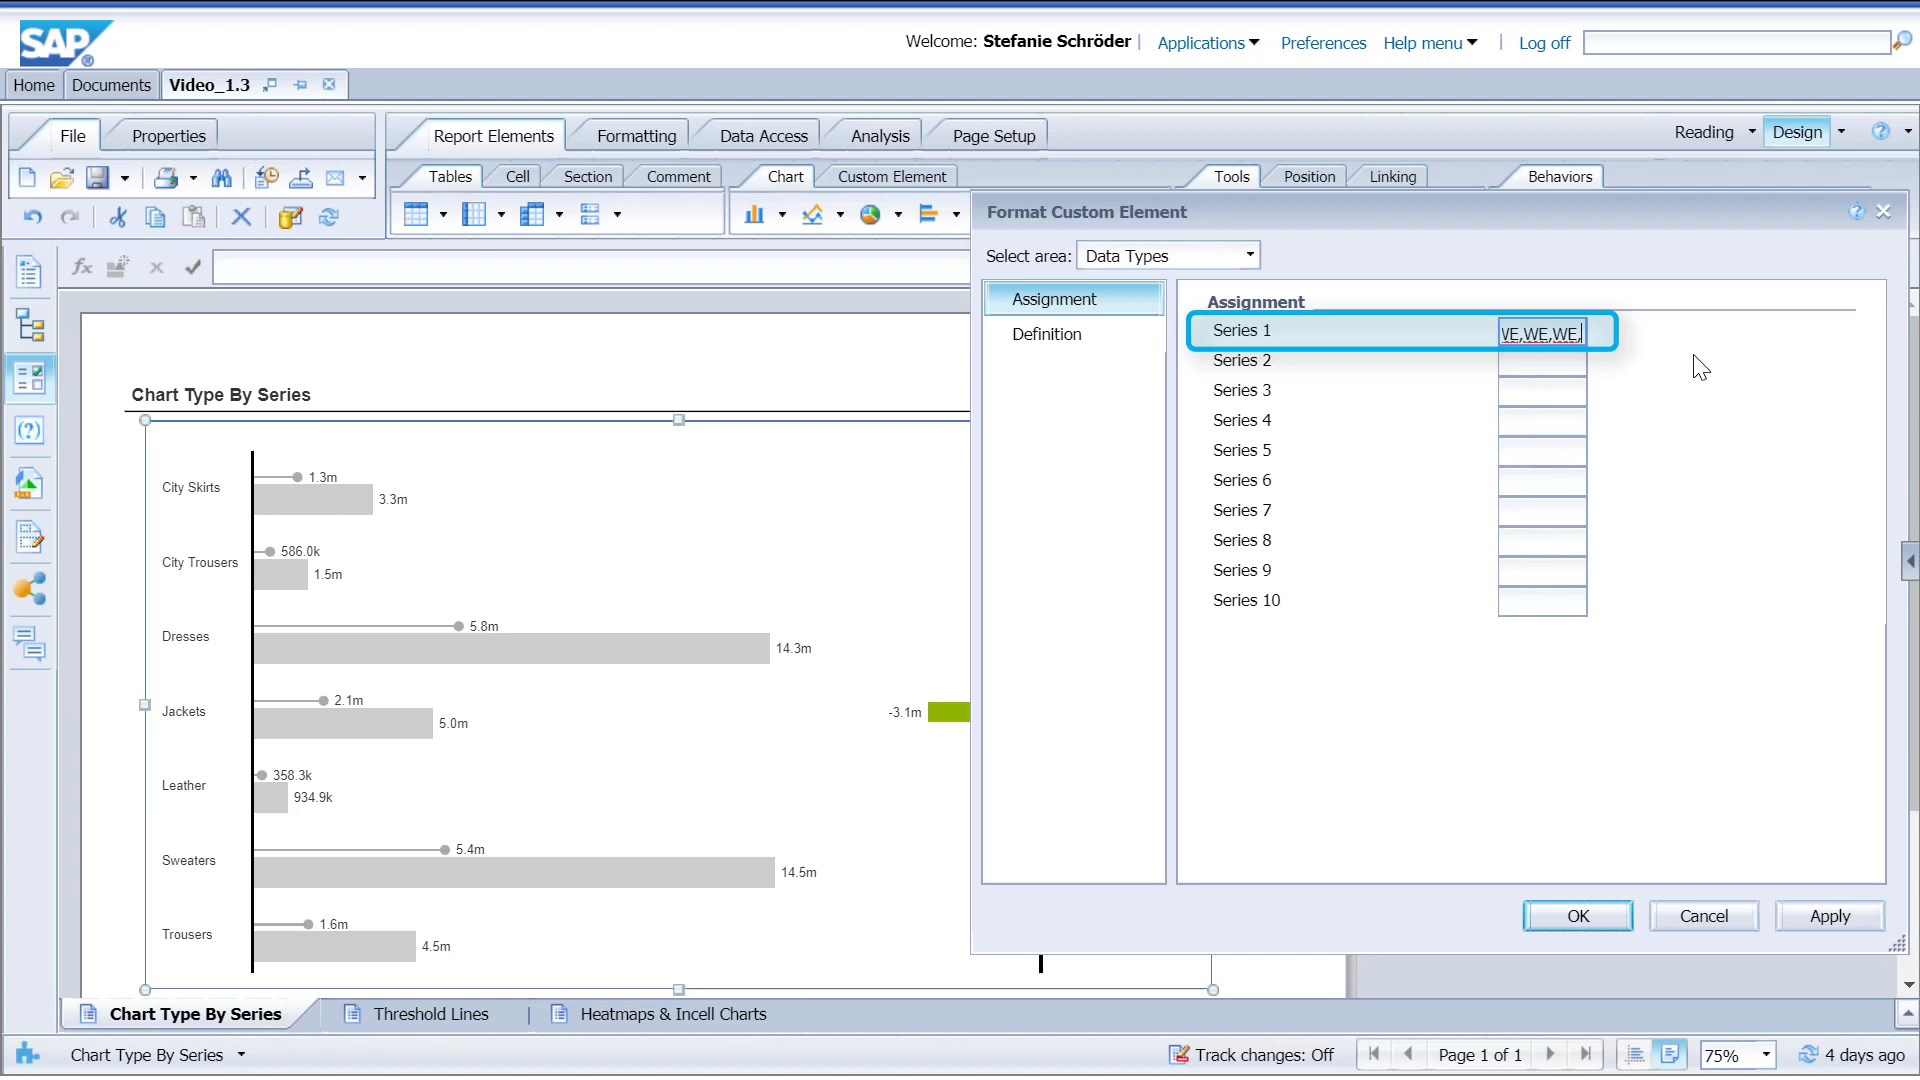 SAP ®
Welcome: Stefanie Schröder
Applications
Preferences
Help menu
Log off
Home
Documents
Video_1.3
File
Properties
Report Elements
Formatting
Data Access
Analysis
Page Setup
Reading
Design
Tables
Cell
Section
Comment
Chart
Custom Element
Tools
Position
Linking
Behaviors
Format Custom Element
Select area: Data Types
Assignment
Definition
Assignment
Series 1
WE,WE,WE,
Series 2
Series 3
Series 4
Series 5
Series 6
Series 7
Series 8
Series 9
Series 10
OK
Cancel
Apply
Chart Type By Series
City Skirts
1.3m
3.3m
City Trousers
586.0k
1.5m
Dresses
5.8m
14.3m
Jackets
2.1m
5.0m
-3.1m
Leather
358.3k
934.9k
Sweaters
5.4m
14.5m
Trousers
1.6m
4.5m
Chart Type By Series
Threshold Lines
Heatmaps & Incell Charts
Chart Type By Series
Track changes: Off
Page 1 of 1
75%
4 days ago